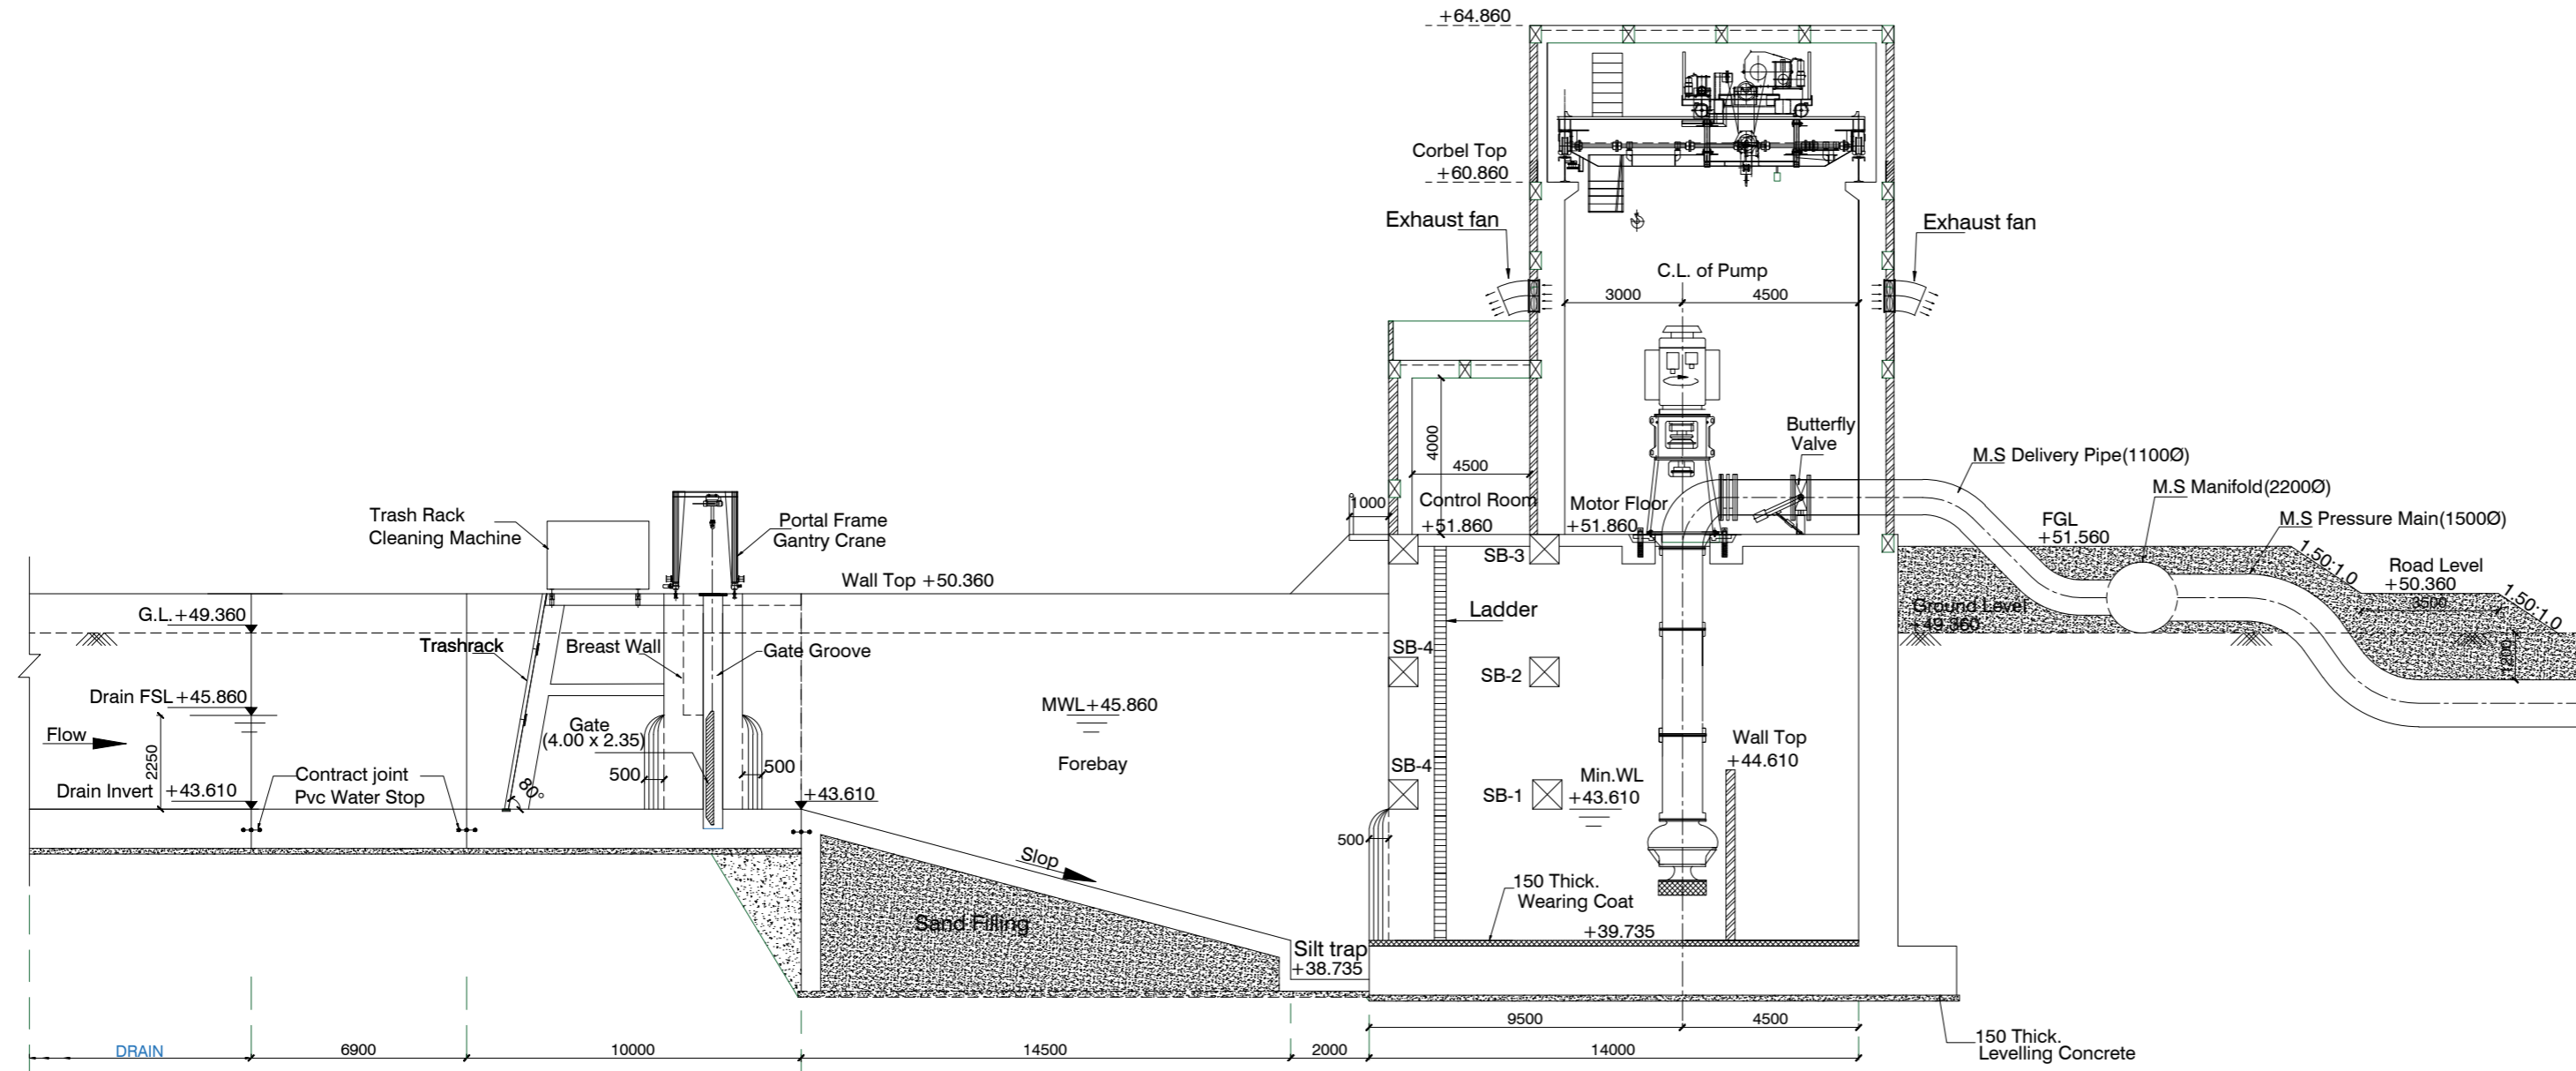 +64.860
Corbel Top
+60.860
Exhaust fan
Exhaust fan
C.L. of Pump
3000
4500
4000
4500
Butterfly
Valve
M.S Delivery Pipe(1100Ø)
M.S Manifold(2200Ø)
M.S Pressure Main(1500Ø)
1000
Control Room
+51.860
Motor Floor
+51.860
FGL
+51.560
1.50:1.0
Road Level
+50.360
3500
1.50:1.0
Ground Level
+49.360
1200
Trash Rack
Cleaning Machine
Portal Frame
Gantry Crane
Wall Top +50.360
G.L.+49.360
Trashrack
Breast Wall
Gate Groove
SB-3
Ladder
SB-4
SB-2
Drain FSL +45.860
MWL+45.860
Flow
2250
Gate
(4.00 x 2.35)
Forebay
Wall Top
+44.610
500
500
SB-4
SB-1
Min.WL
+43.610
Contract joint
Pvc Water Stop
80°
Drain Invert +43.610
+43.610
500
Slop
150 Thick.
Wearing Coat
Sand Filling
+39.735
Silt trap
+38.735
9500
4500
150 Thick.
Levelling Concrete
DRAIN
6900
10000
14500
2000
14000